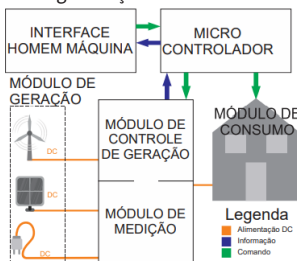 INTERFACE
HOMEM MÁQUINA
MICRO
CONTROLADOR
MÓDULO DE
GERAÇÃO
MÓDULO DE
CONTROLE
DE GERAÇÃO
MÓDULO DE
CONSUMO
DC
DC
DC
MÓDULO DE
MEDIÇÃO
Legenda
Alimentação DC
Informação
Comando